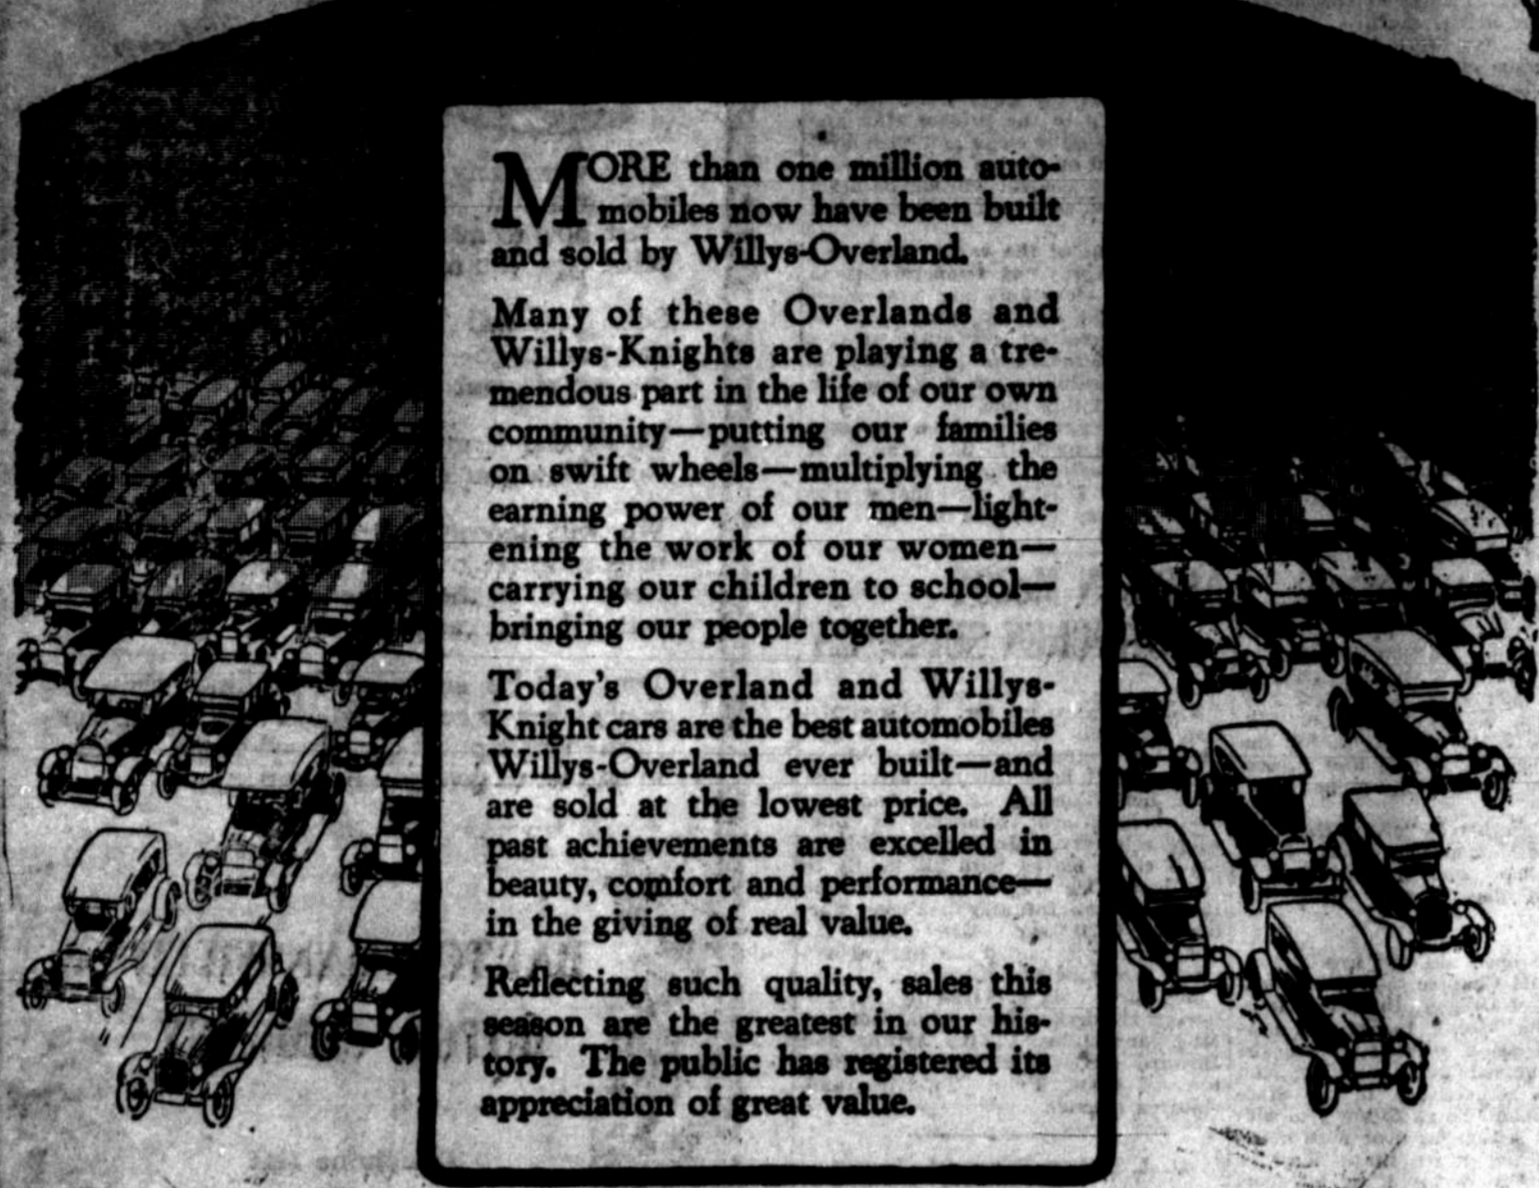 MORE than one million auto-
mobiles now have been built
and sold by Willys-Overland.
Many of these Overlands and
Willys-Knights are playing a tre-
mendous part in the life of our own
community—putting our families
on swift wheels—multiplying the
earning power of our men—light-
ening the work of our women—
carrying our children to school—
bringing our people together.
Today's Overland and Willys-
Knight cars are the best automobiles
Willys-Overland ever built—and
are sold at the lowest price. All
past achievements are excelled in
beauty, comfort and performance—
in the giving of real value.
Reflecting such quality, sales this
season are the greatest in our his-
tory. The public has registered its
appreciation of great value.